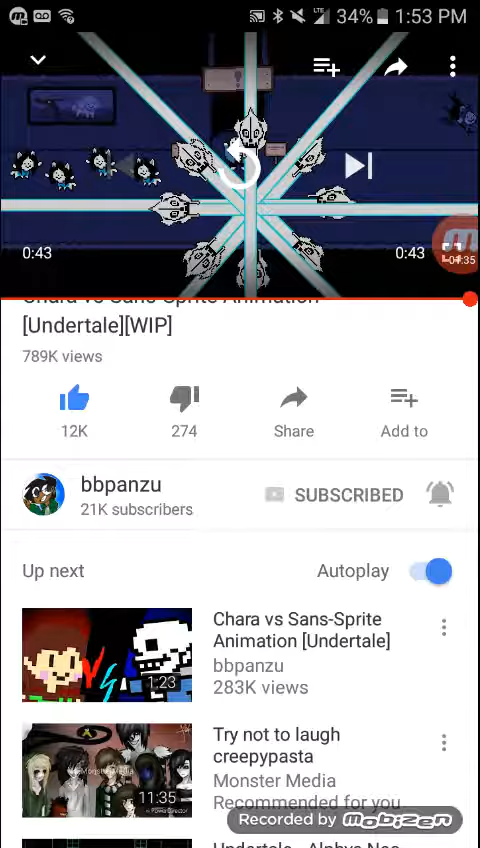 34% 1:53 PM
0:43
0:43
-01:35
Chara vs Sans-Sprite Animation
[Undertale][WIP]
789K views
12K
274
Share
Add to
bbpanzu
21K subscribers
SUBSCRIBED
Up next
Autoplay
1:23
Chara vs Sans-Sprite
Animation [Undertale]
bbpanzu
283K views
11:35
Try not to laugh
creepypasta
Monster Media
Recommended for you
Recorded by mobizen